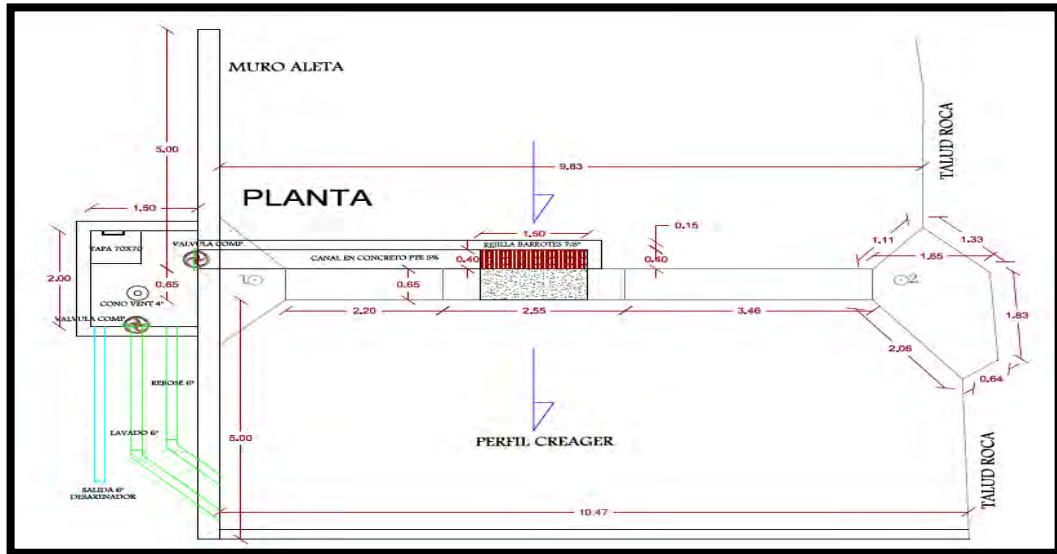 MURO ALETA
TALUD ROCA
5.00
9.83
PLANTA
1.50
1.50
0.15
TAPA 70X70
VALVULA COMP.
REJILLA BARROTES 7/8"
1.11
1.33
1.65
2.00
CANAL EN CONCRETO PTE 5%
0.40
0.40
0.65
0.65
1
2
CONO VENT 4"
VALVULA COMP.
2.20
2.55
3.46
1.83
2.08
0.64
REBOSE 6"
LAVADO 6"
5.00
PERFIL CREAGER
TALUD ROCA
SALIDA 6"
DESARENADOR
10.47